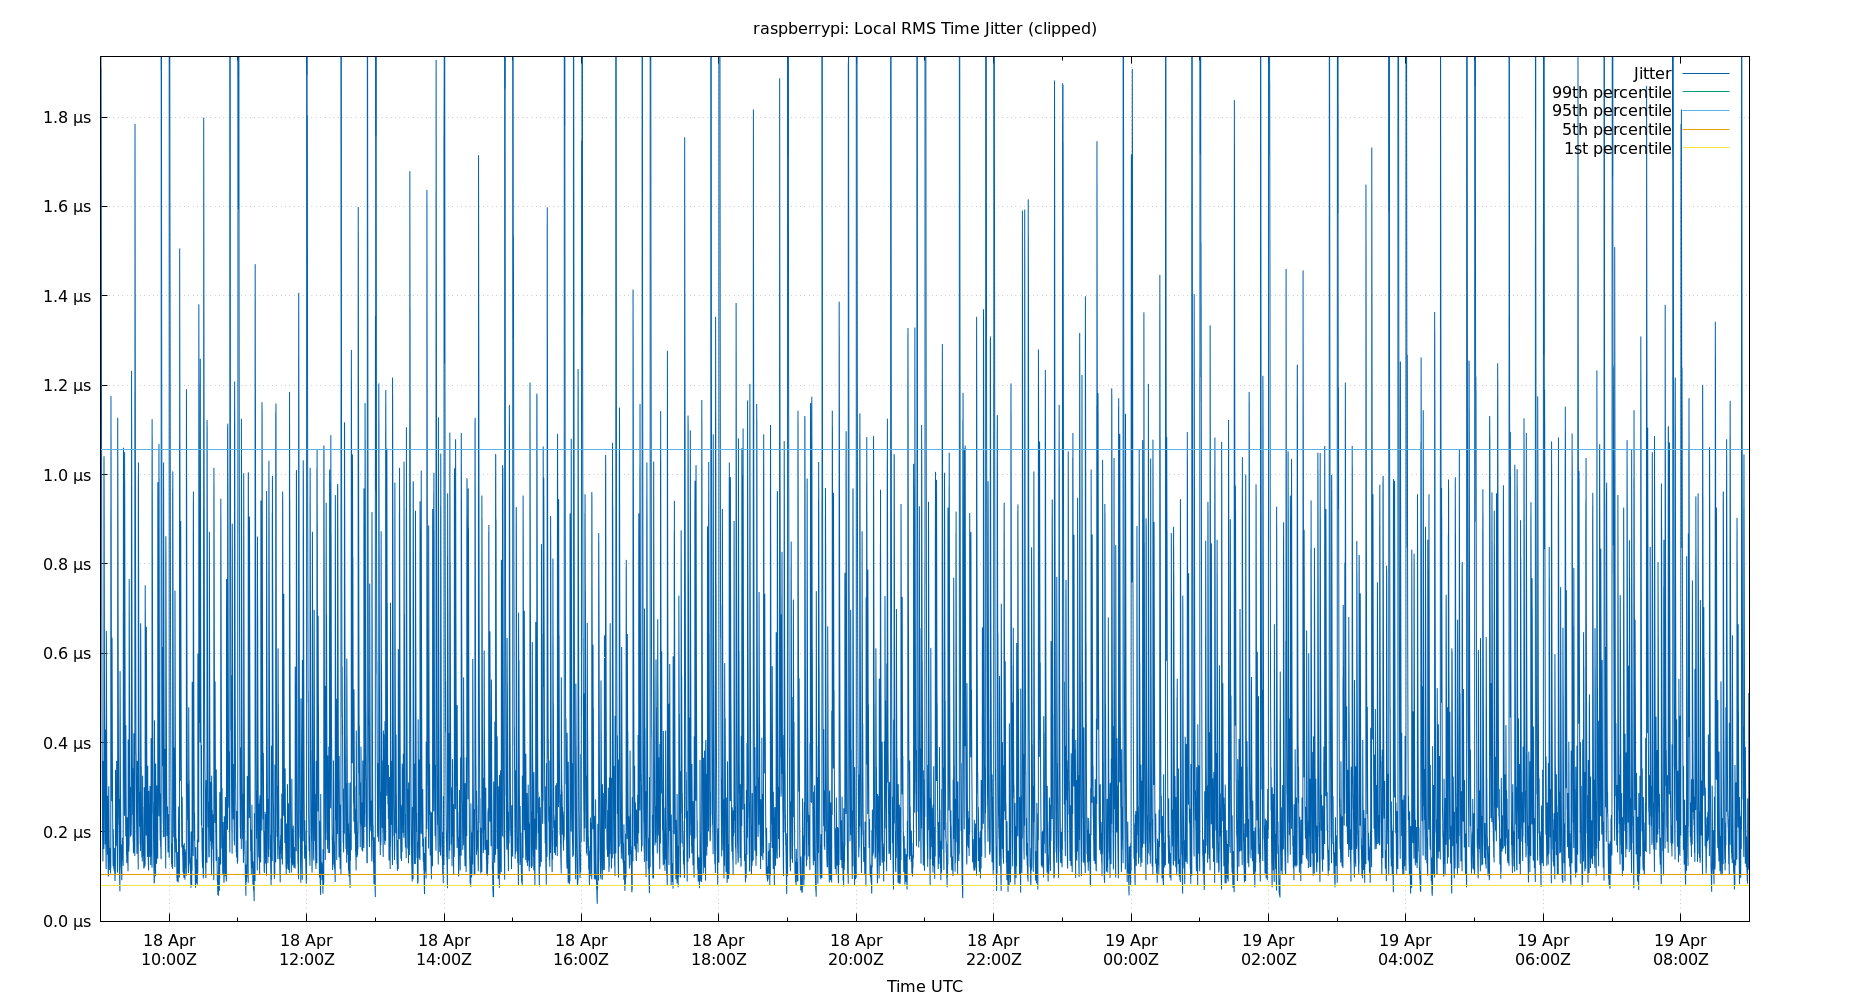 raspberrypi: Local RMS Time Jitter (clipped)
Jitter
99th percentile
95th percentile
5th percentile
1st percentile
1.8 µs
1.6 µs
1.4 µs
1.2 µs
1.0 µs
0.8 µs
0.6 µs
0.4 µs
0.2 µs
0.0 µs
18 Apr 18 Apr 18 Apr 18 Apr 18 Apr 18 Apr 18 Apr 19 Apr 19 Apr 19 Apr 19 Apr 19 Apr
10:00Z 12:00Z 14:00Z 16:00Z 18:00Z 20:00Z 22:00Z 00:00Z 02:00Z 04:00Z 06:00Z 08:00Z
Time UTC